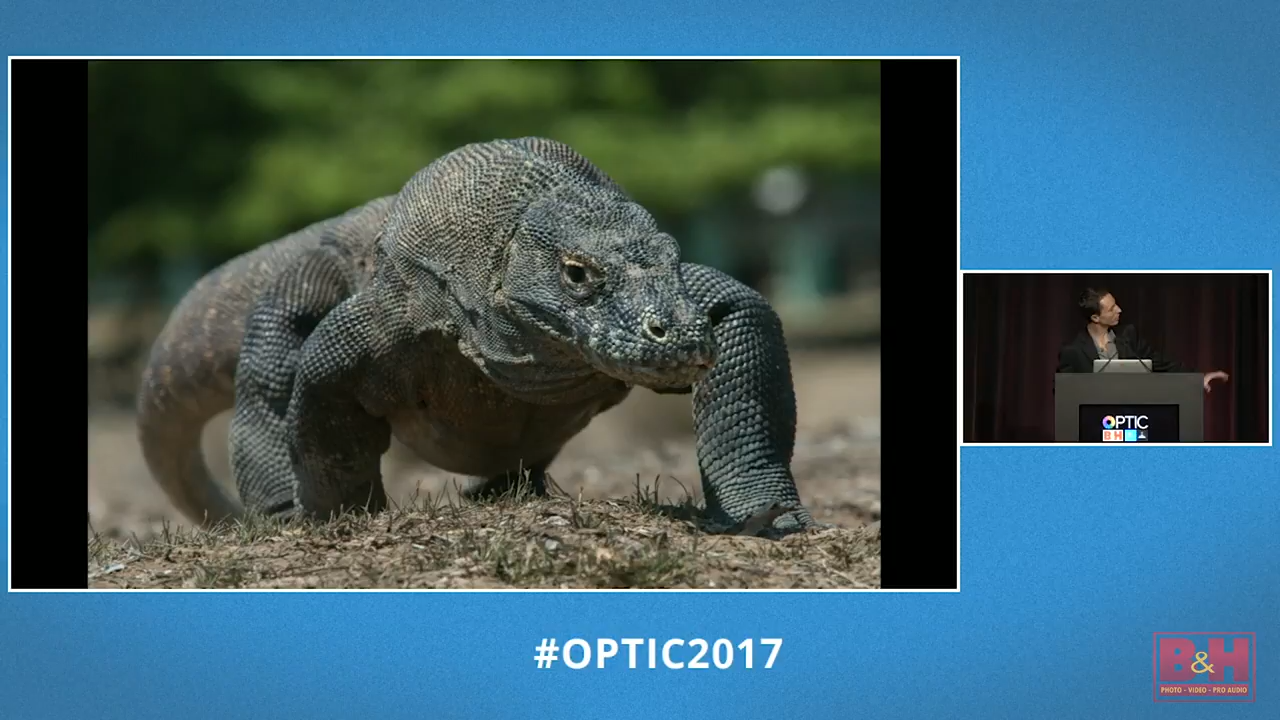 OPTIC
B H
#OPTIC2017
B&H
PHOTO - VIDEO - PRO AUDIO